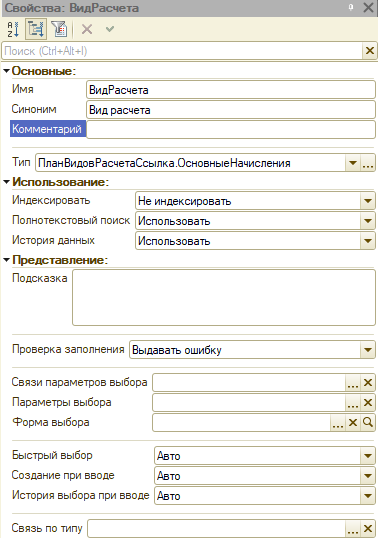 Свойства: ВидРасчета
Поиск (Ctrl+Alt+I)
Основные:
Имя ВидРасчета
Синоним Вид расчета
Комментарий
Тип ПланВидовРасчетаСсылка.ОсновныеНачисления
Использование:
Индексировать Не индексировать
Полнотекстовый поиск Использовать
История данных Использовать
Представление:
Подсказка
Проверка заполнения Выдавать ошибку
Связи параметров выбора
Параметры выбора
Форма выбора
Быстрый выбор Авто
Создание при вводе Авто
История выбора при вводе Авто
Связь по типу